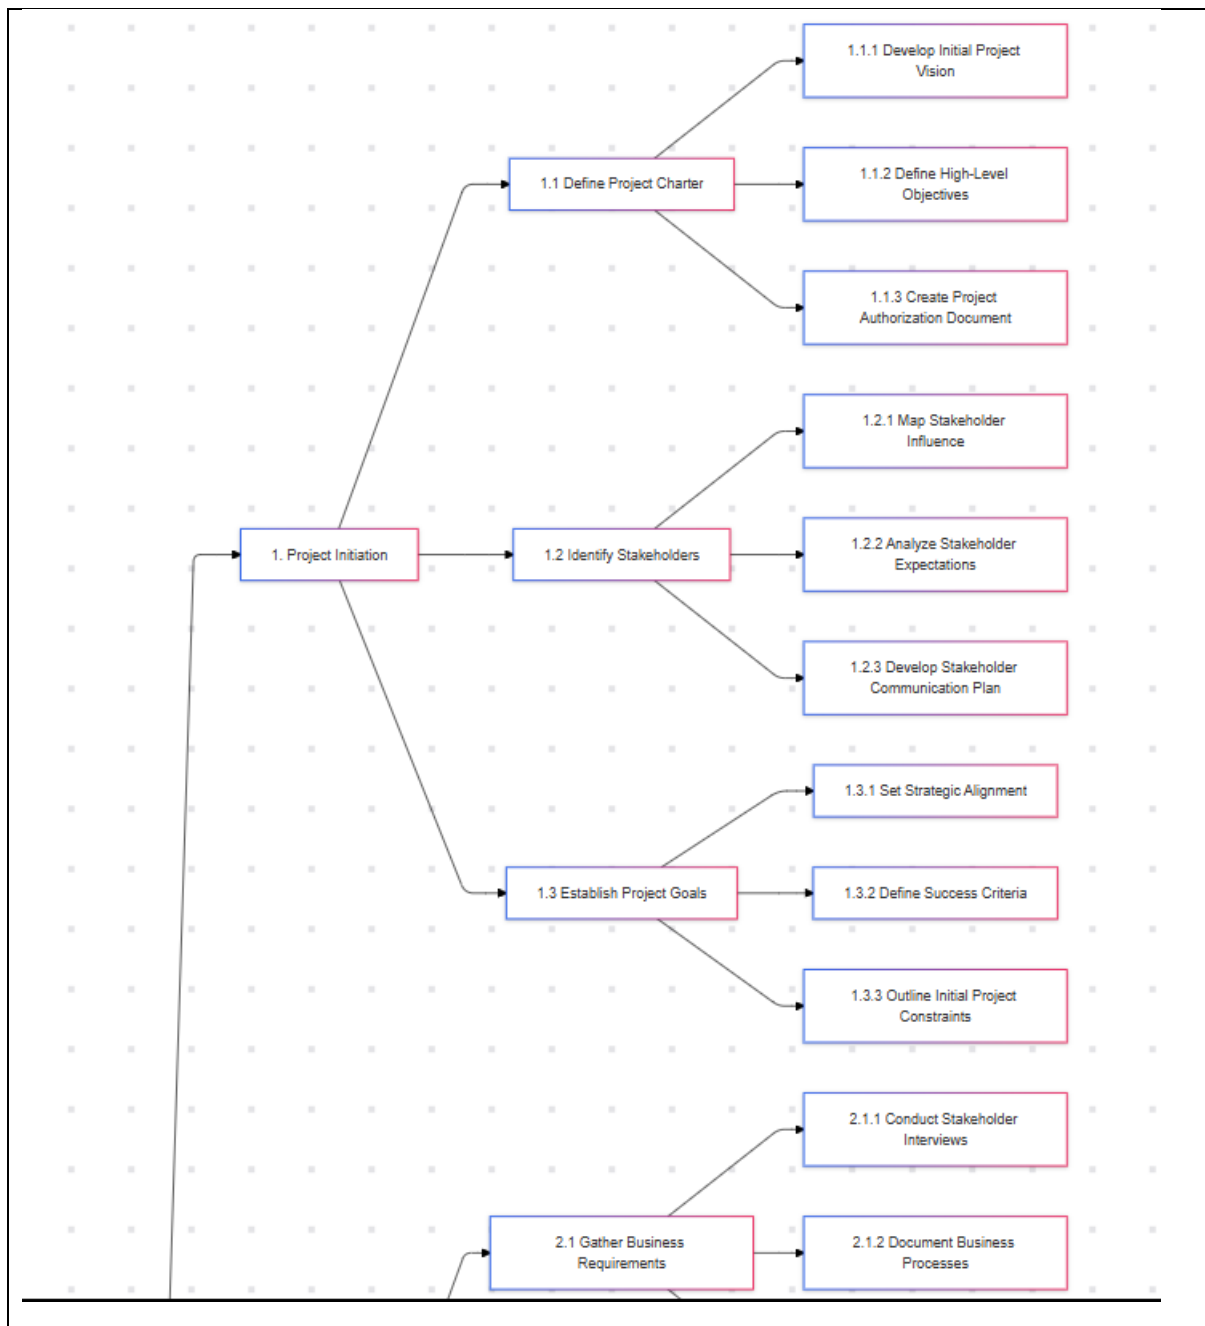 1.1.1 Develop Initial Project
Vision
1.1 Define Project Charter
1.1.2 Define High-Level
Objectives
1.1.3 Create Project
Authorization Document
1.2.1 Map Stakeholder
Influence
1. Project Initiation
1.2 Identify Stakeholders
1.2.2 Analyze Stakeholder
Expectations
1.2.3 Develop Stakeholder
Communication Plan
1.3.1 Set Strategic Alignment
1.3 Establish Project Goals
1.3.2 Define Success Criteria
1.3.3 Outline Initial Project
Constraints
2.1.1 Conduct Stakeholder
Interviews
2.1 Gather Business
Requirements
2.1.2 Document Business
Processes